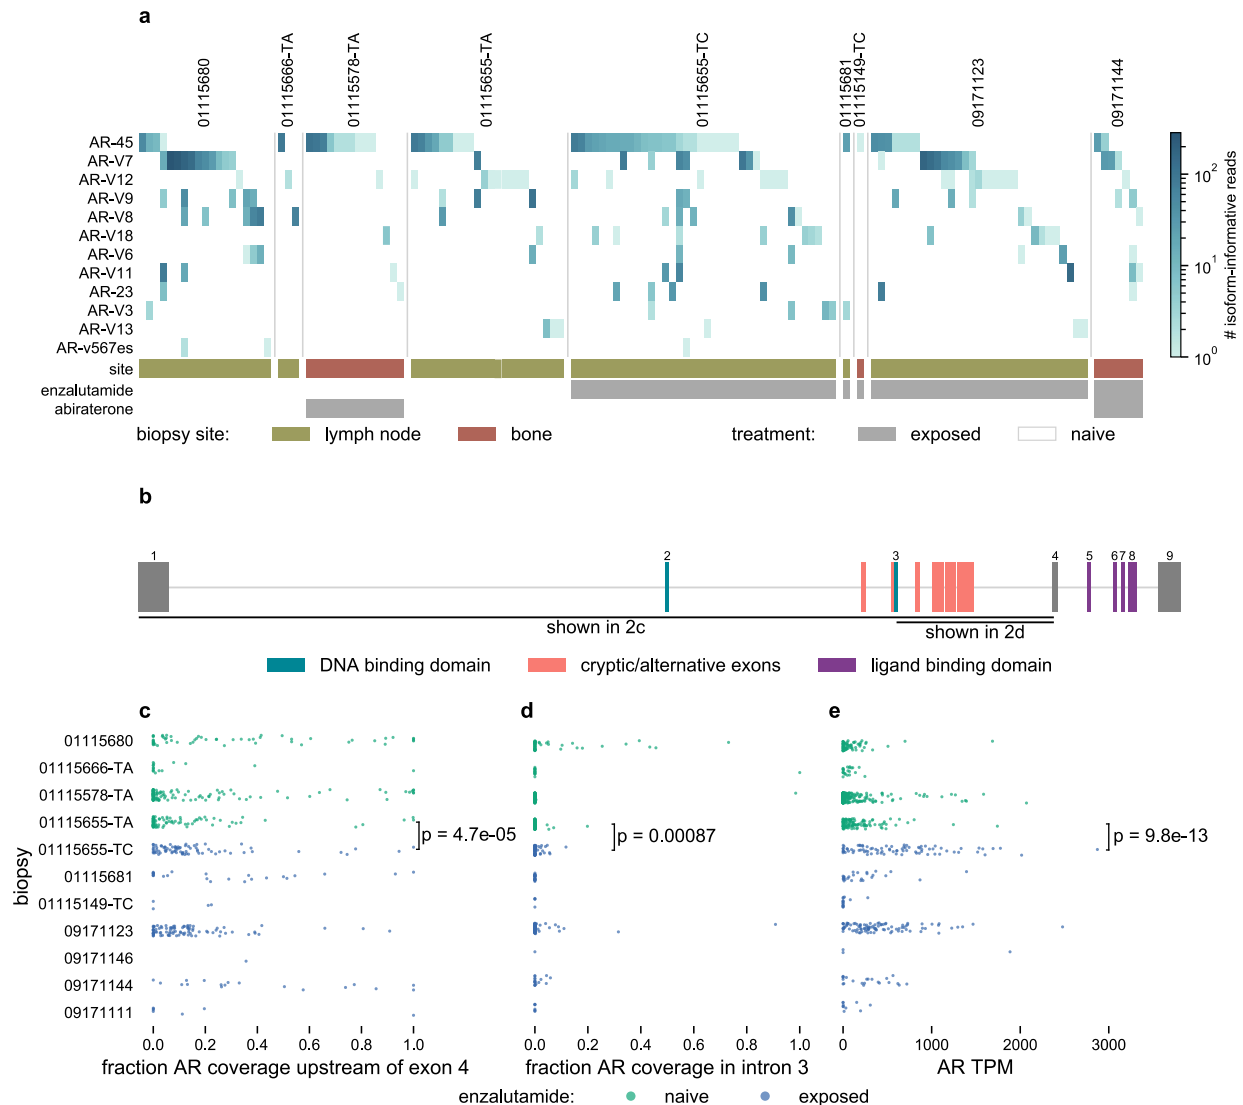 a
01115680
01115666-TA
01115578-TA
01115655-TA
01115655-TC
01115681
01115149-TC
09171123
09171144
AR-45
AR-V7
AR-V12
AR-V9
AR-V8
AR-V18
AR-V6
AR-V11
AR-23
AR-V3
AR-V13
AR-v567es
site
enzalutamide
abiraterone
10^2
10^1
10^0
# isoform-informative reads
biopsy site: lymph node bone treatment: exposed naive
b
1 2 3 4 5 6 7 8 9
shown in 2c
shown in 2d
DNA binding domain cryptic/alternative exons ligand binding domain
c d e
biopsy
01115680
01115666-TA
01115578-TA
01115655-TA
01115655-TC
01115681
01115149-TC
09171123
09171146
09171144
09171111
p = 4.7e-05
p = 0.00087
p = 9.8e-13
0.0 0.2 0.4 0.6 0.8 1.0
0.0 0.2 0.4 0.6 0.8 1.0
0 1000 2000 3000
fraction AR coverage upstream of exon 4
fraction AR coverage in intron 3
AR TPM
enzalutamide: naive exposed